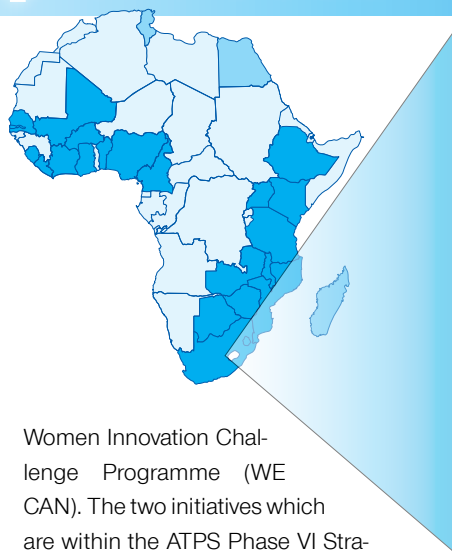 Women Innovation Chal-
lenge Programme (WE
CAN). The two initiatives which
are within the ATPS Phase VI Stra-